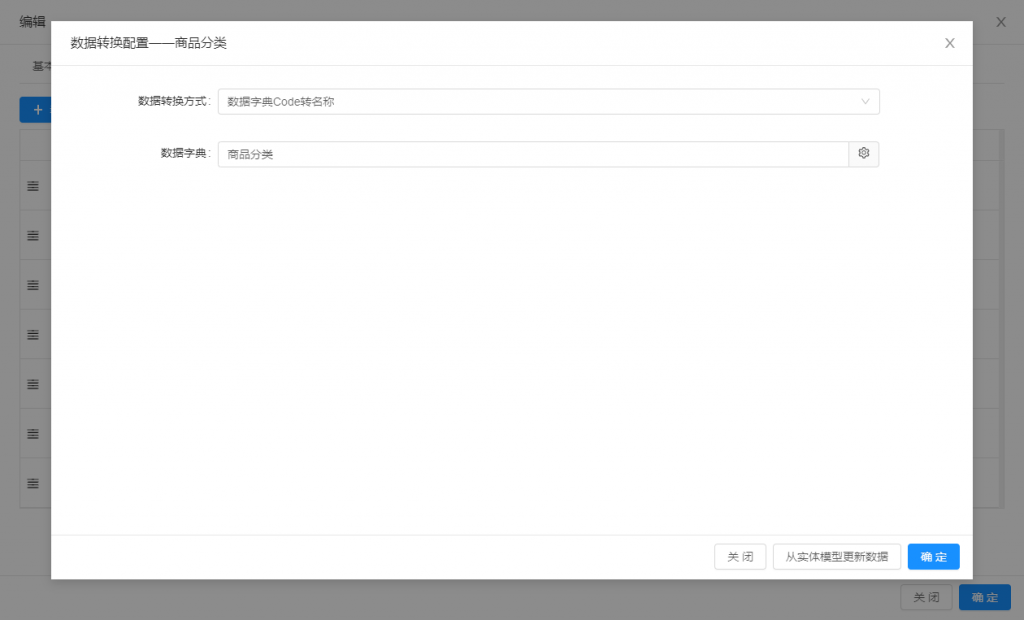 编辑
数据转换配置——商品分类
基本
数据转换方式: 数据字典Code转名称
数据字典: 商品分类
关 闭 从实体模型更新数据 确 定
关 闭 确 定